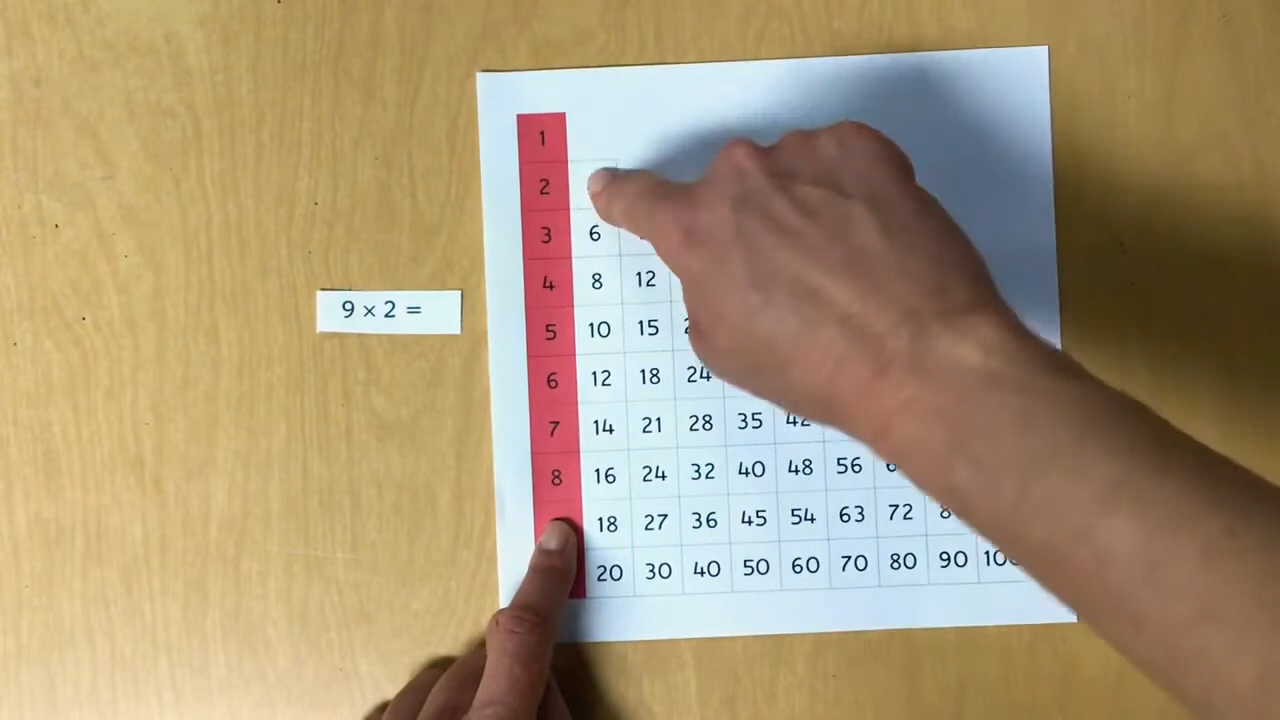 1
2
3 6
4 8 12
9 × 2 =
5 10 15
6 12 18 24
7 14 21 28 35 42
8 16 24 32 40 48 56
18 27 36 45 54 63 72
20 30 40 50 60 70 80 90